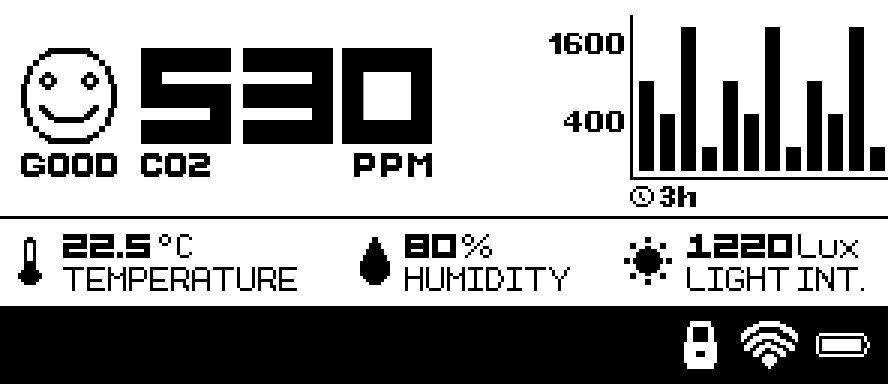 530
GOOD CO2 PPM
1600
400
3h
22.5°C
TEMPERATURE
80%
HUMIDITY
1220Lux
LIGHT INT.